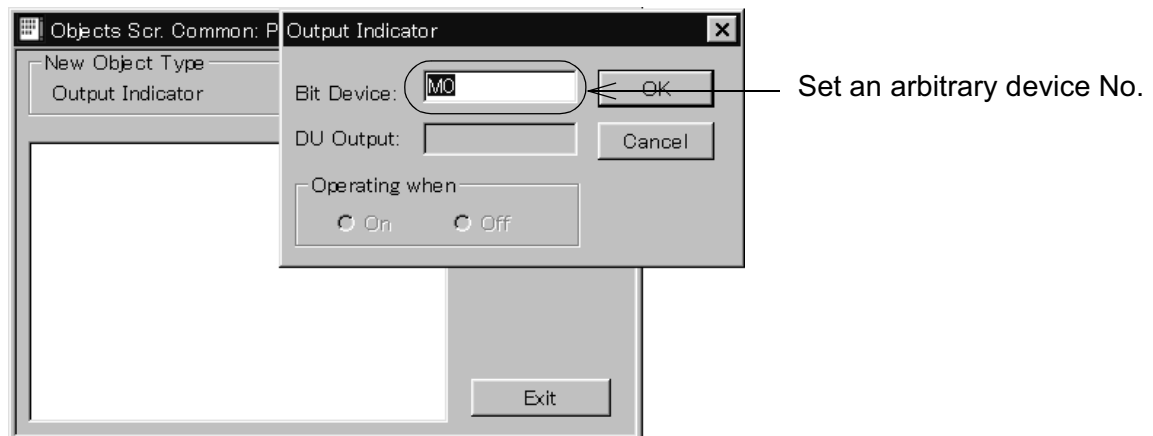 Objects Scr. Common: P
New Object Type
Output Indicator
Output Indicator
Bit Device: M0
OK
DU Output:
Cancel
Operating when
On Off
Exit
Set an arbitrary device No.